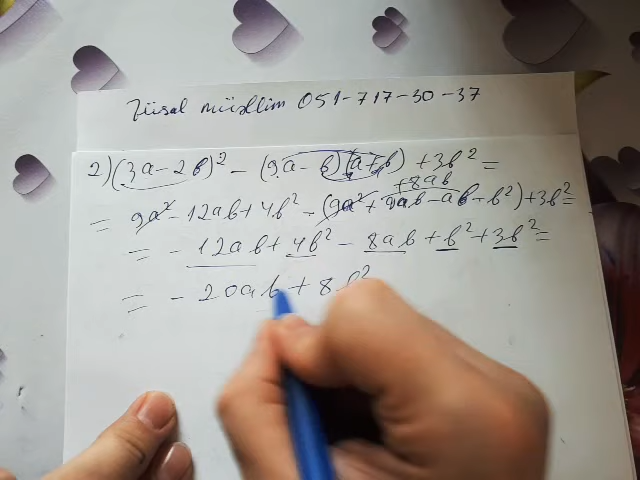 Züsal müəllim 051-717-30-37
2) (3a - 2b)² - (9a - b)(a + b) + 3b² =
+8ab
= 9a² - 12ab + 4b² - (9a² + 9ab - ab - b²) + 3b² =
= - 12ab + 4b² - 8ab + b² + 3b² =
= - 20ab + 8b²